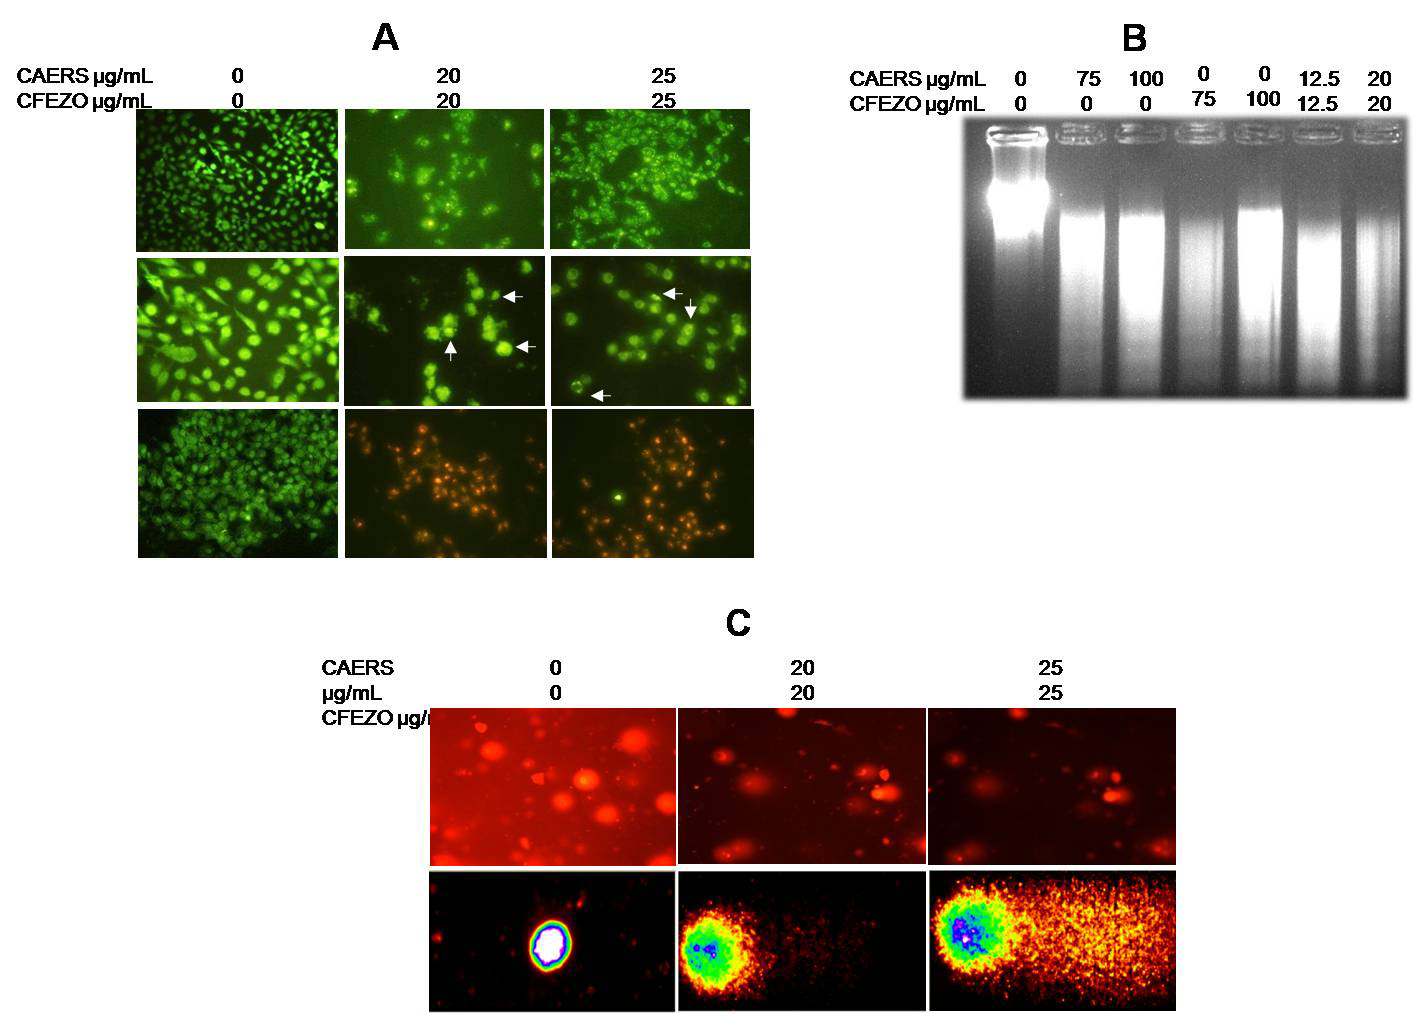 A
CAERS µg/mL 0 20 25
CFEZO µg/mL 0 20 25
B
CAERS µg/mL 0 75 100 0 0 12.5 20
CFEZO µg/mL 0 0 0 75 100 12.5 20
C
CAERS 0 20 25
µg/mL 0 20 25
CFEZO µg/